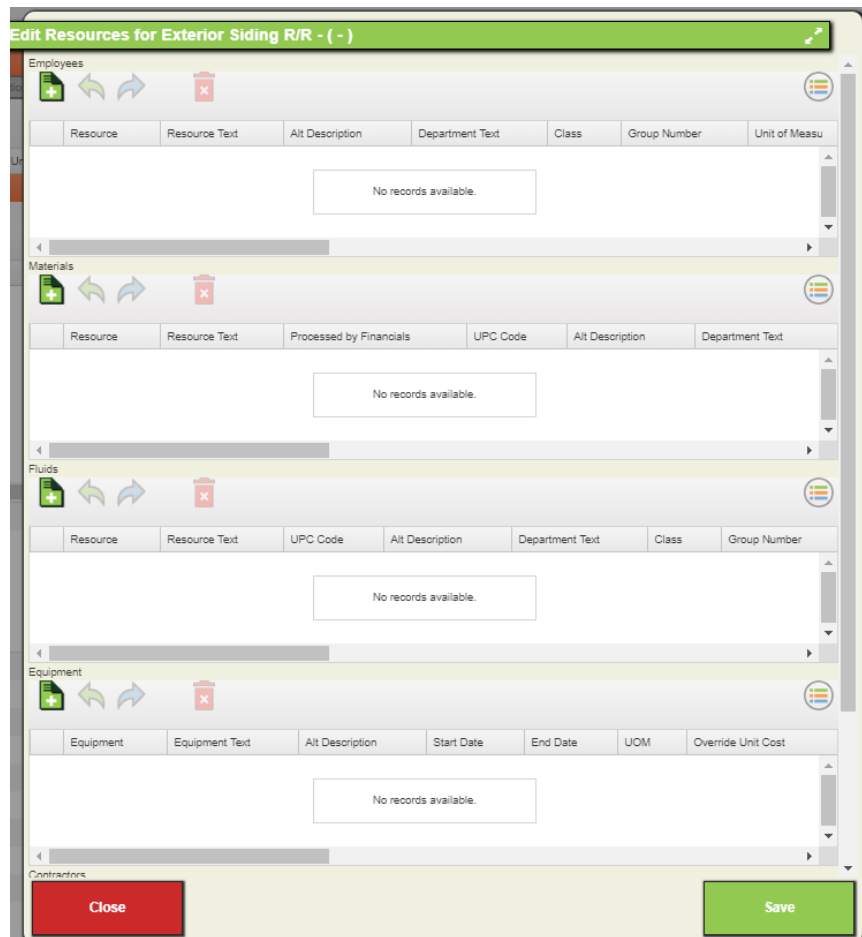 Edit Resources for Exterior Siding R/R - ( - )
Employees
Resource Resource Text Alt Description Department Text Class Group Number Unit of Measu
No records available.
Materials
Resource Resource Text Processed by Financials UPC Code Alt Description Department Text
No records available.
Fluids
Resource Resource Text UPC Code Alt Description Department Text Class Group Number
No records available.
Equipment
Equipment Equipment Text Alt Description Start Date End Date UOM Override Unit Cost
No records available.
Contractors
Close Save